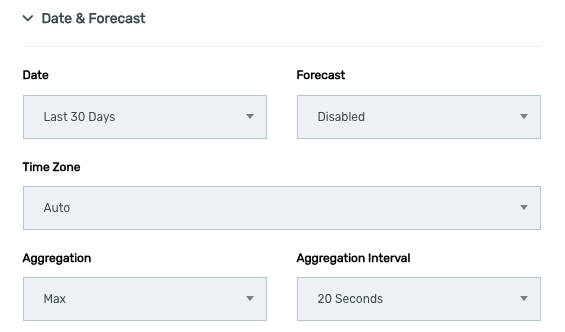 Date & Forecast
Date
Forecast
Last 30 Days
Disabled
Time Zone
Auto
Aggregation
Aggregation Interval
Max
20 Seconds